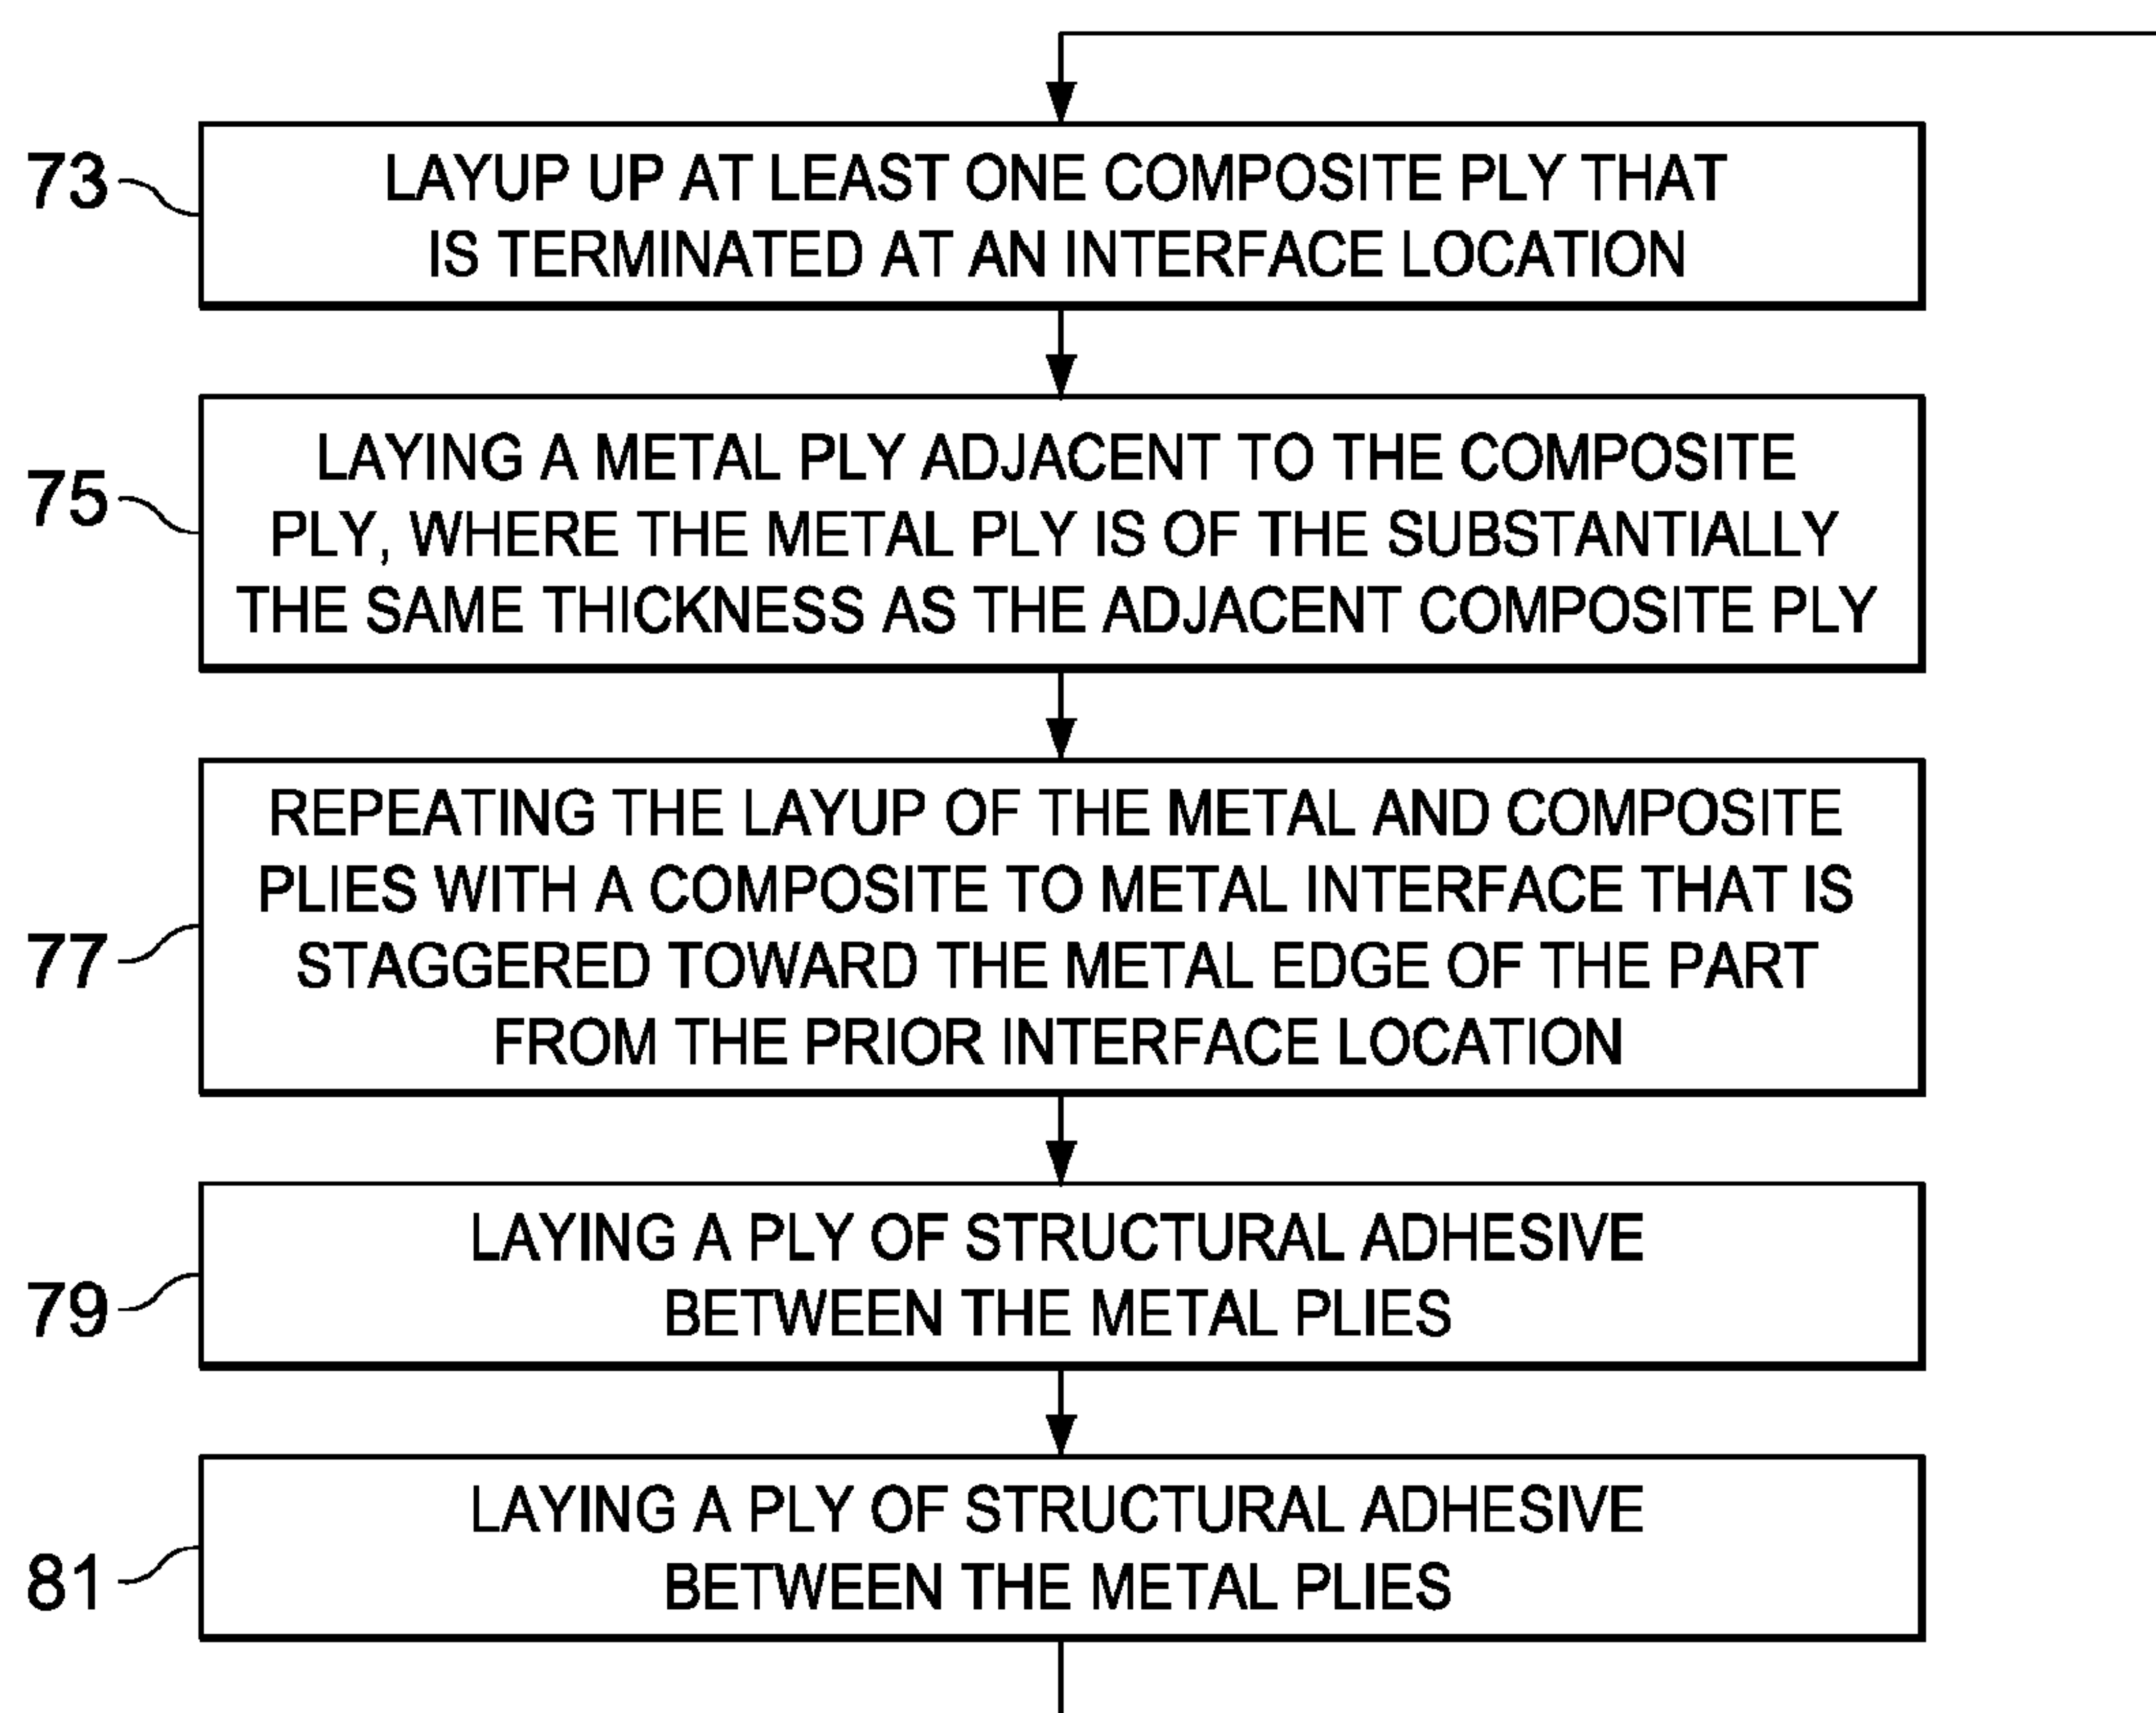 73
LAYUP UP AT LEAST ONE COMPOSITE PLY THAT
IS TERMINATED AT AN INTERFACE LOCATION
75
LAYING A METAL PLY ADJACENT TO THE COMPOSITE
PLY, WHERE THE METAL PLY IS OF THE SUBSTANTIALLY
THE SAME THICKNESS AS THE ADJACENT COMPOSITE PLY
77
REPEATING THE LAYUP OF THE METAL AND COMPOSITE
PLIES WITH A COMPOSITE TO METAL INTERFACE THAT IS
STAGGERED TOWARD THE METAL EDGE OF THE PART
FROM THE PRIOR INTERFACE LOCATION
79
LAYING A PLY OF STRUCTURAL ADHESIVE
BETWEEN THE METAL PLIES
81
LAYING A PLY OF STRUCTURAL ADHESIVE
BETWEEN THE METAL PLIES